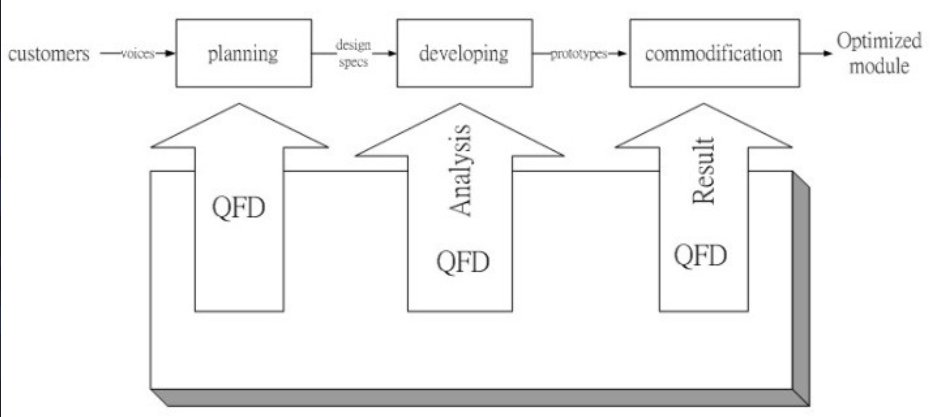 customers
voices
planning
design
specs
developing
prototypes
commodification
Optimized
module
QFD
Analysis
QFD
Result
QFD